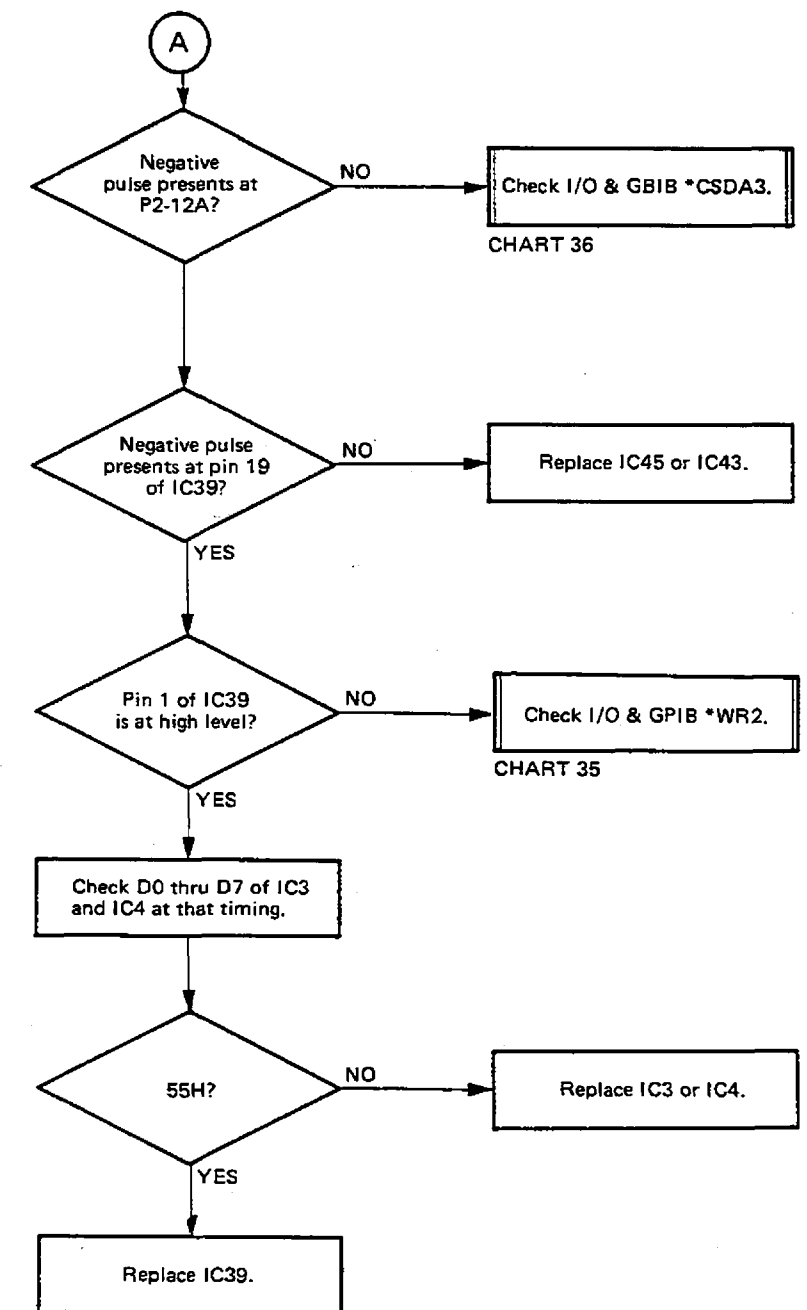 A
Negative
pulse presents at
P2-12A?
NO
Check I/O & GBIB *CSDA3.
CHART 36
Negative pulse
presents at pin 19
of IC39?
NO
Replace IC45 or IC43.
YES
Pin 1 of IC39
is at high level?
NO
Check I/O & GPIB *WR2.
CHART 35
YES
Check D0 thru D7 of IC3
and IC4 at that timing.
55H?
NO
Replace IC3 or IC4.
YES
Replace IC39.